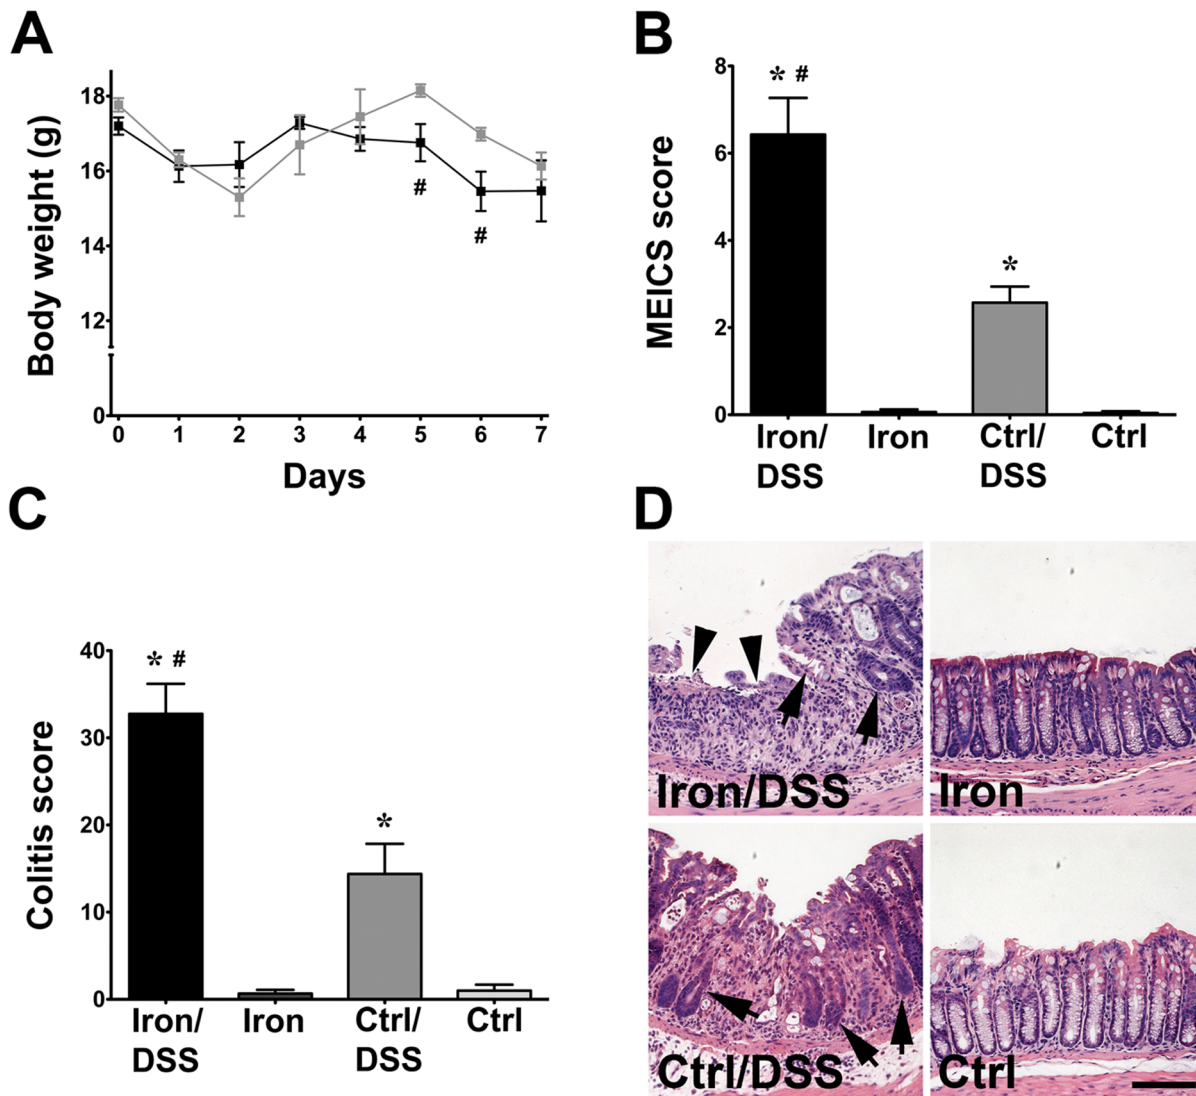 A
Body weight (g)
18
16
14
12
0
#
#
0 1 2 3 4 5 6 7
Days
B
MEICS score
8
6
4
2
0
* #
*
Iron/ Iron Ctrl/ Ctrl
DSS DSS
C
Colitis score
40
30
20
10
0
* #
*
Iron/ Iron Ctrl/ Ctrl
DSS DSS
D
Iron/DSS
Iron
Ctrl/DSS
Ctrl